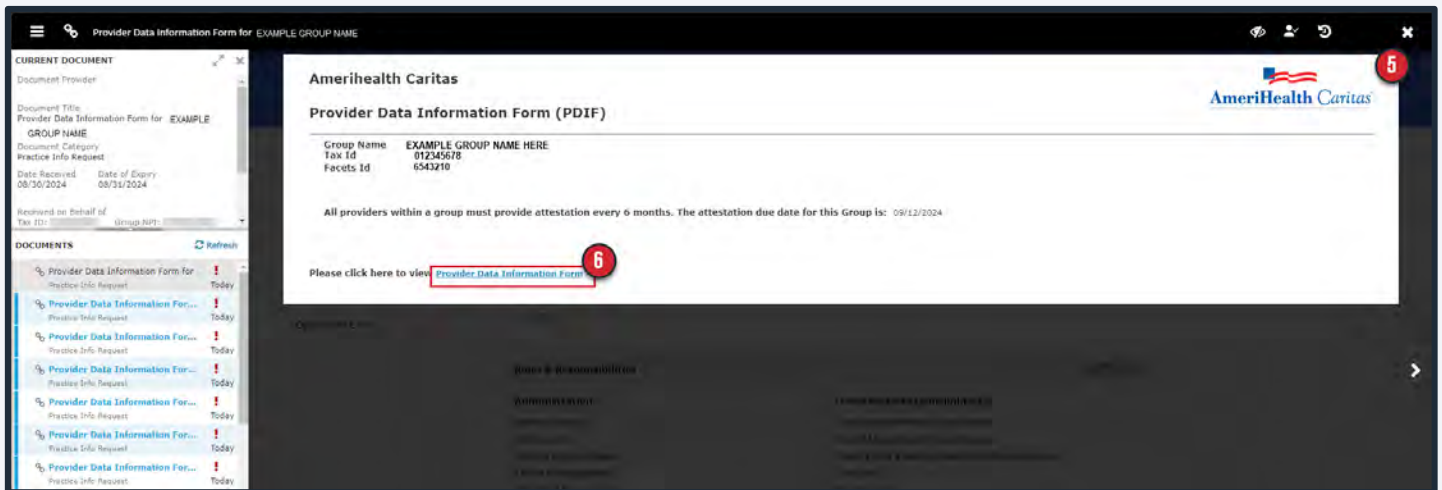 Provider Data Information Form for EXAMPLE GROUP NAME
CURRENT DOCUMENT
Document Provider
Document Title
Provider Data Information Form for EXAMPLE
GROUP NAME
Document Category
Practice Info Request
Date Received Date of Expiry
08/30/2024 08/31/2024
Received on Behalf of
Tax ID: Group NPI:
DOCUMENTS Refresh
Provider Data Information Form for !
Practice Info Request Today
Provider Data Information For... !
Practice Info Request Today
Provider Data Information For... !
Practice Info Request Today
Provider Data Information For... !
Practice Info Request Today
Provider Data Information For... !
Practice Info Request Today
Provider Data Information For... !
Practice Info Request Today
Provider Data Information For... !
Practice Info Request Today
5
Amerihealth Caritas
AmeriHealth Caritas
Provider Data Information Form (PDIF)
Group Name EXAMPLE GROUP NAME HERE
Tax Id 012345678
Facets Id 6543210
All providers within a group must provide attestation every 6 months. The attestation due date for this Group is: 09/12/2024
6
Please click here to view Provider Data Information Form
Roles & Responsibilities
Administration